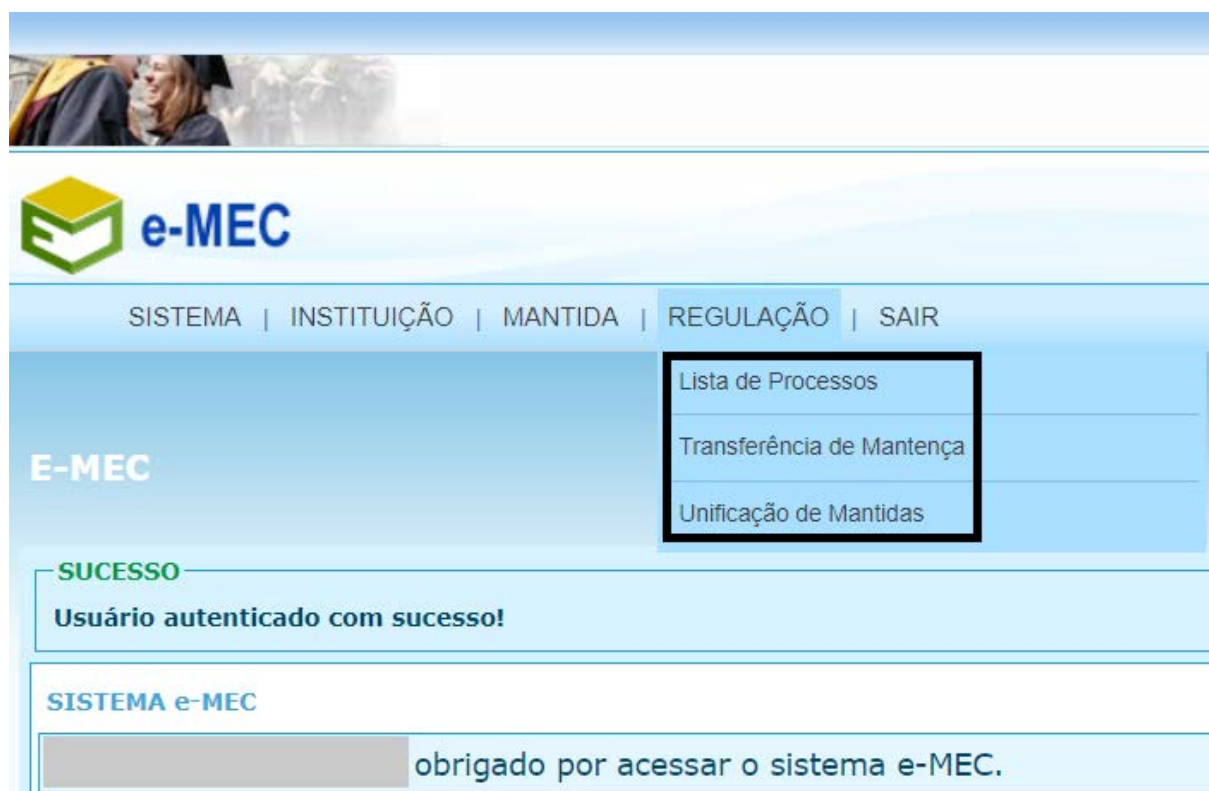 e-MEC
SISTEMA | INSTITUIÇÃO | MANTIDA | REGULAÇÃO | SAIR
Lista de Processos
Transferência de Mantença
Unificação de Mantidas
E-MEC
SUCESSO
Usuário autenticado com sucesso!
SISTEMA e-MEC
obrigado por acessar o sistema e-MEC.